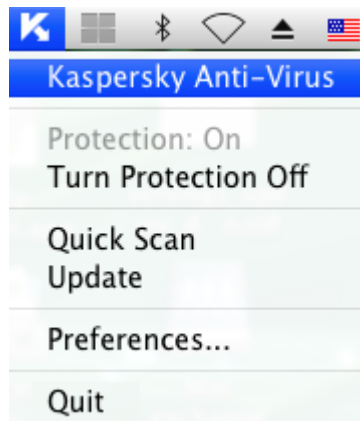 Kaspersky Anti-Virus
Protection: On
Turn Protection Off
Quick Scan
Update
Preferences...
Quit